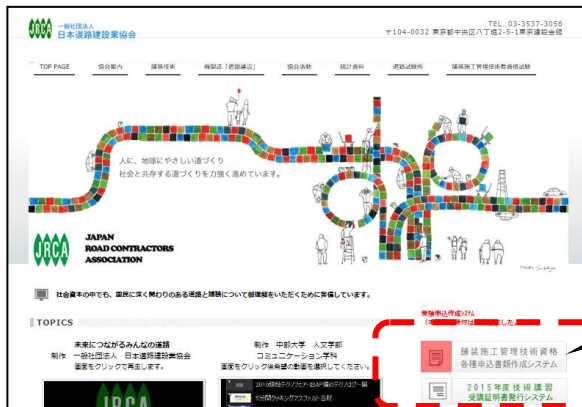 JRCA
一般社団法人
日本道路建設業協会
TEL. 03-3537-3056
〒104-0032 東京都中央区八丁堀2-5-1東京建設会館
TOP PAGE 協会案内 舗装技術 機関誌「道路建設」 協会活動 統計資料 道路試験所 舗装施工管理技術者資格試験
人に、地球にやさしい道づくり
社会と共存する道づくりを力強く進めています。
JRCA
JAPAN
ROAD CONTRACTORS
ASSOCIATION
社会資本の中でも、国民に深く関わりのある道路と舗装について御理解をいただくために発信しています。
TOPICS
未来につながるみんなの道路
制作 一般社団法人 日本道路建設業協会
画面をクリックで再生します。
制作 中部大学 人文学部
コミュニケーション学科
画面をクリック後希望の動画を選択してください。
受験申込作成システム
舗装施工管理技術資格
各種申込書類作成システム
2015年度技術講習
受講証明書発行システム